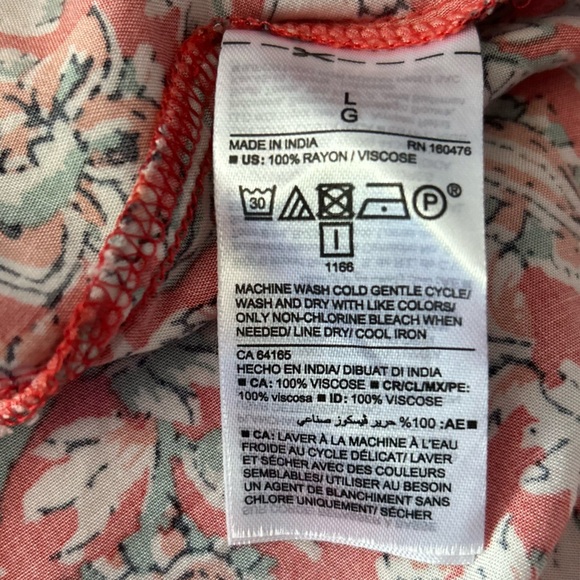 L
G
MADE IN INDIA RN 160476
■ US: 100% RAYON / VISCOSE
30
P®
1166
MACHINE WASH COLD GENTLE CYCLE/
WASH AND DRY WITH LIKE COLORS/
ONLY NON-CHLORINE BLEACH WHEN
NEEDED/ LINE DRY/ COOL IRON
CA 64165
HECHO EN INDIA/ DIBUAT DI INDIA
■ CA: 100% VISCOSE ■ CR/CL/MX/PE:
100% viscosa ■ ID: 100% VISCOSE
■ AE: 100% حرير فيسكوز صناعي
■ CA: LAVER À LA MACHINE À L'EAU
FROIDE AU CYCLE DÉLICAT/ LAVER
ET SÉCHER AVEC DES COULEURS
SEMBLABLES/ UTILISER AU BESOIN
UN AGENT DE BLANCHIMENT SANS
CHLORE UNIQUEMENT/ SÉCHER